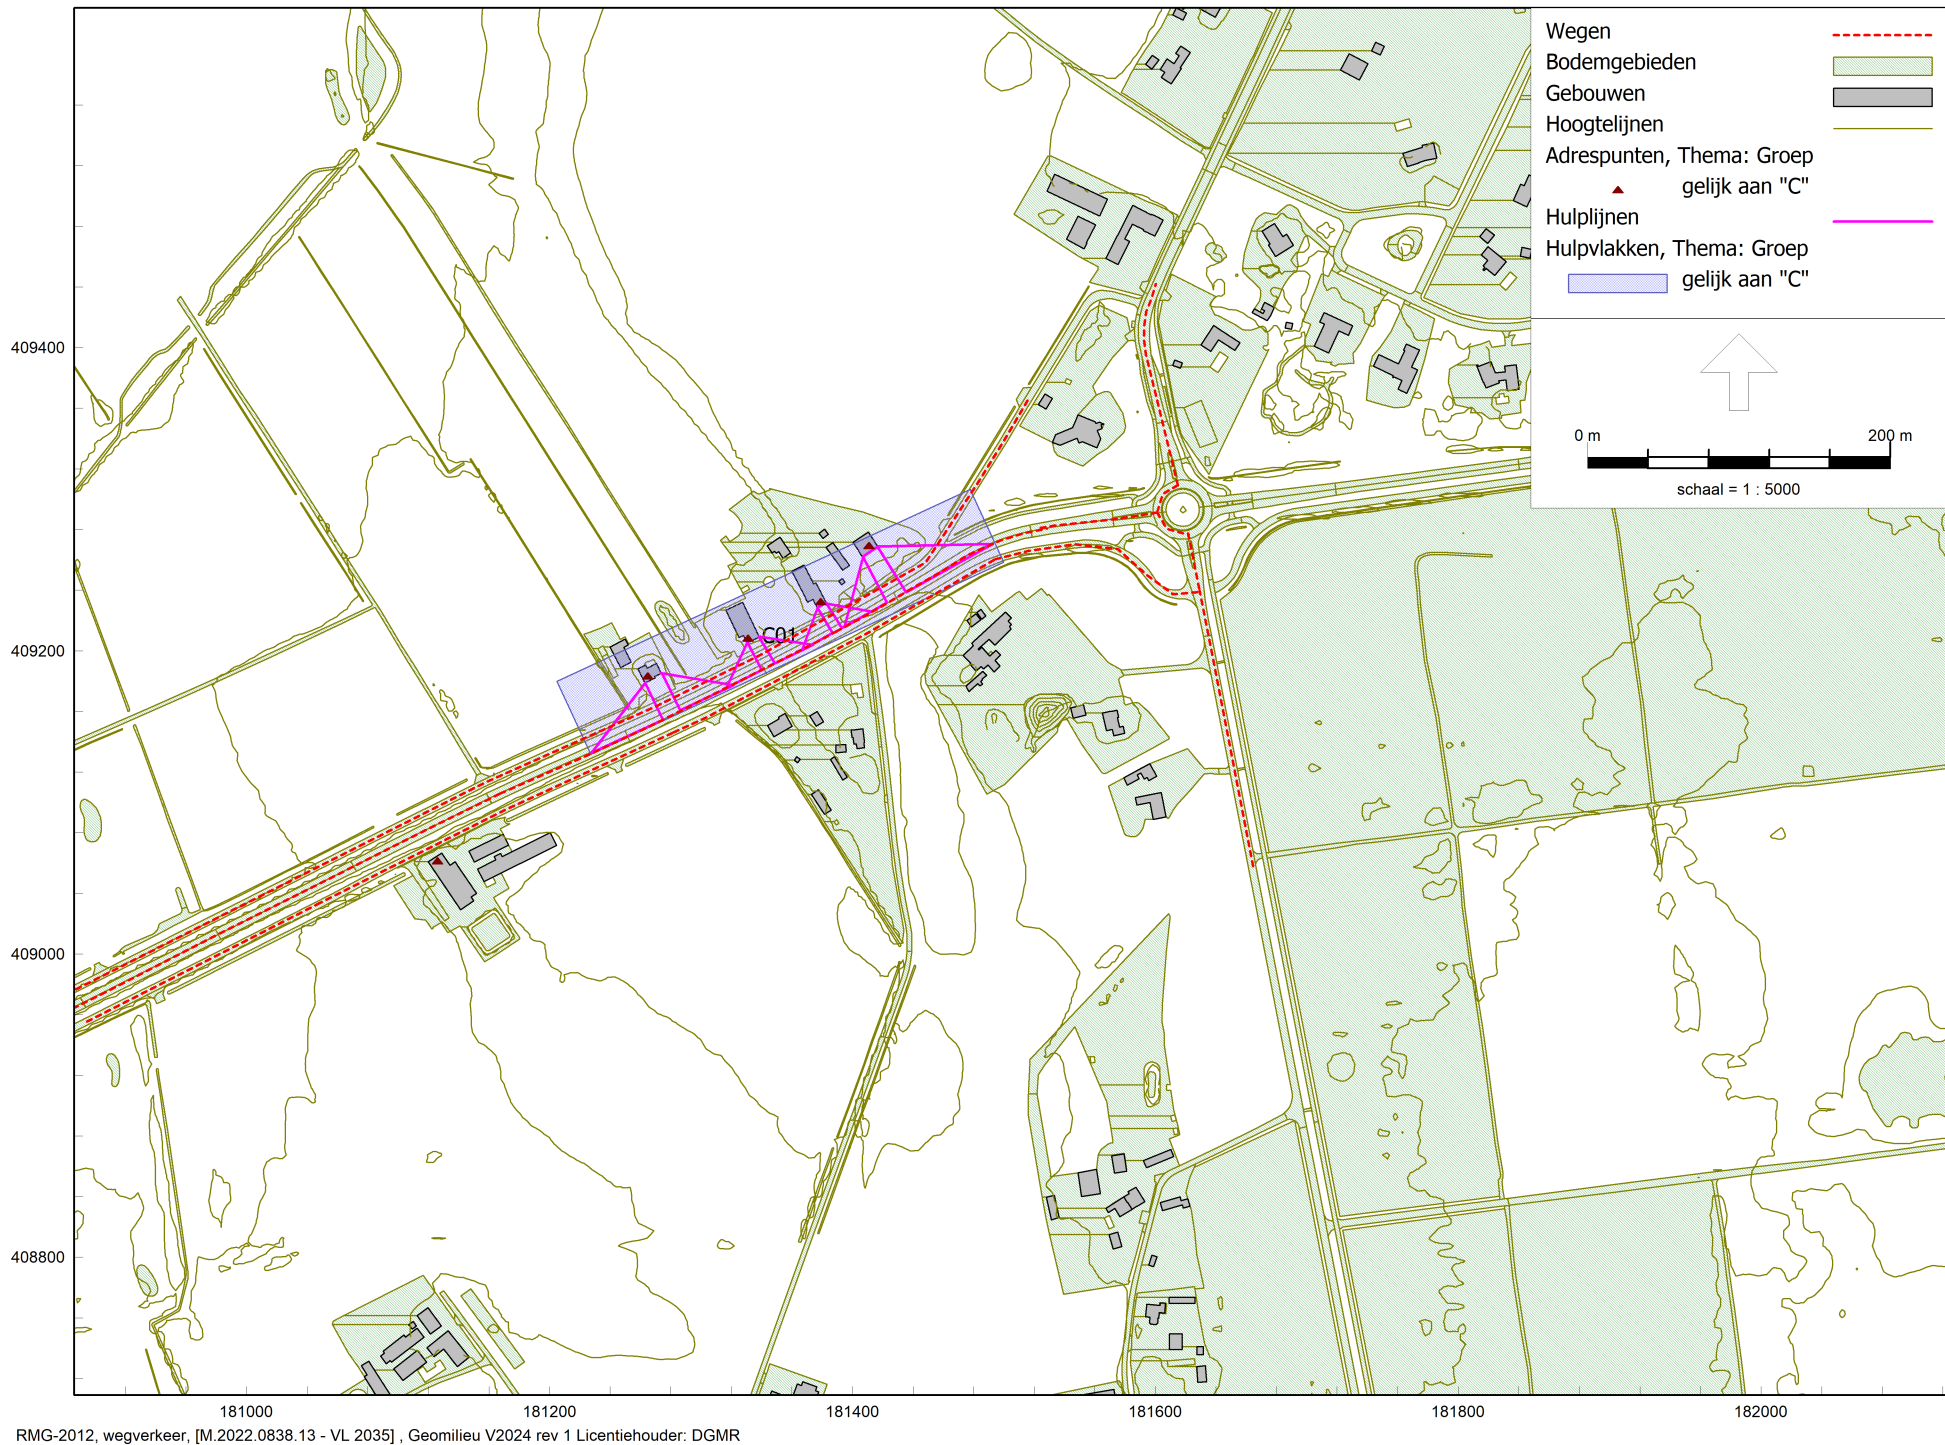 Wegen
Bodemgebieden
Gebouwen
Hoogtelijnen
Adrespunten, Thema: Groep
gelijk aan "C"
Hulplijnen
Hulpvlakken, Thema: Groep
gelijk aan "C"
0 m 200 m
schaal = 1 : 5000
409400
409200
409000
408800
C01
181000 181200 181400 181600 181800 182000
RMG-2012, wegverkeer, [M.2022.0838.13 - VL 2035] , Geomilieu V2024 rev 1 Licentiehouder: DGMR